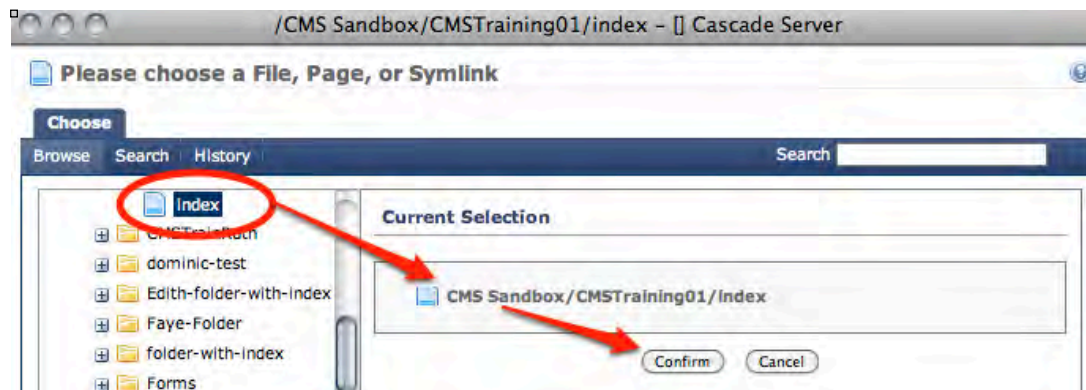 /CMS Sandbox/CMSTraining01/index – [] Cascade Server
Please choose a File, Page, or Symlink
Choose
Browse Search History Search
index
CMSTrainRuth
dominic-test
Edith-folder-with-index
Faye-Folder
folder-with-index
Forms
Current Selection
CMS Sandbox/CMSTraining01/index
Confirm Cancel